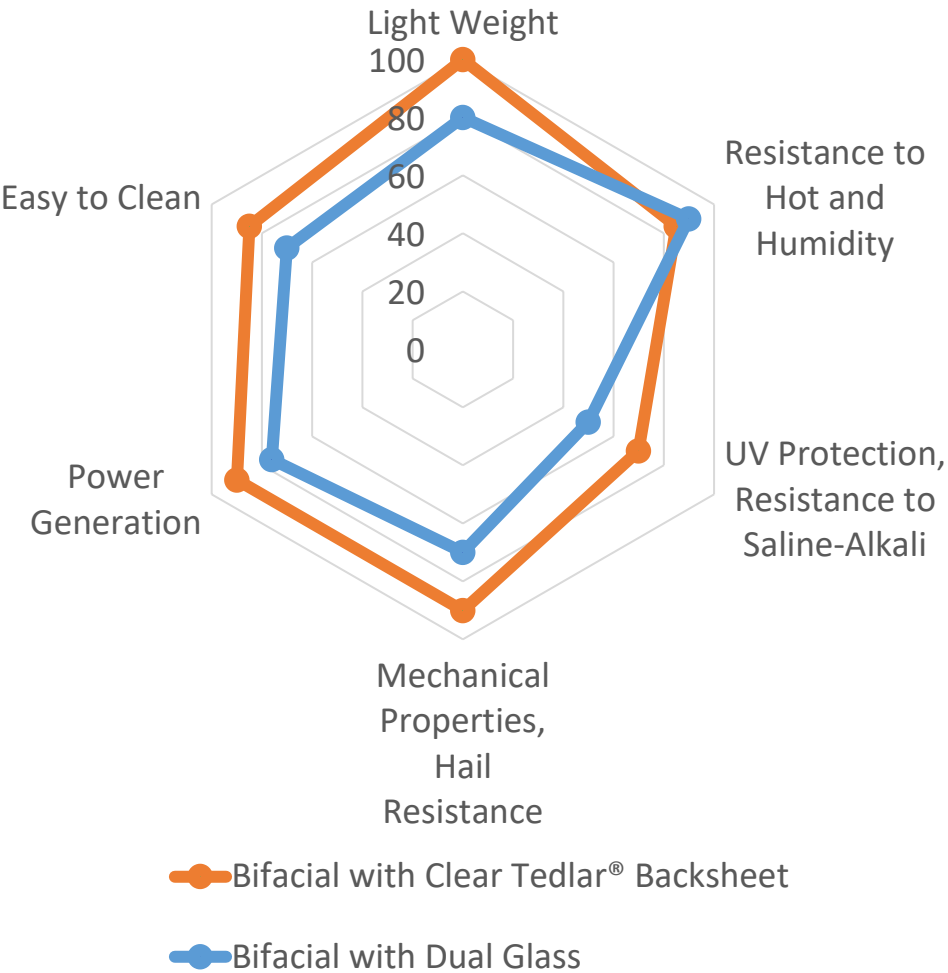 Light Weight
100
80
60
40
20
0
Resistance to
Hot and
Humidity
UV Protection,
Resistance to
Saline-Alkali
Mechanical
Properties,
Hail
Resistance
Power
Generation
Easy to Clean
Bifacial with Clear Tedlar® Backsheet
Bifacial with Dual Glass